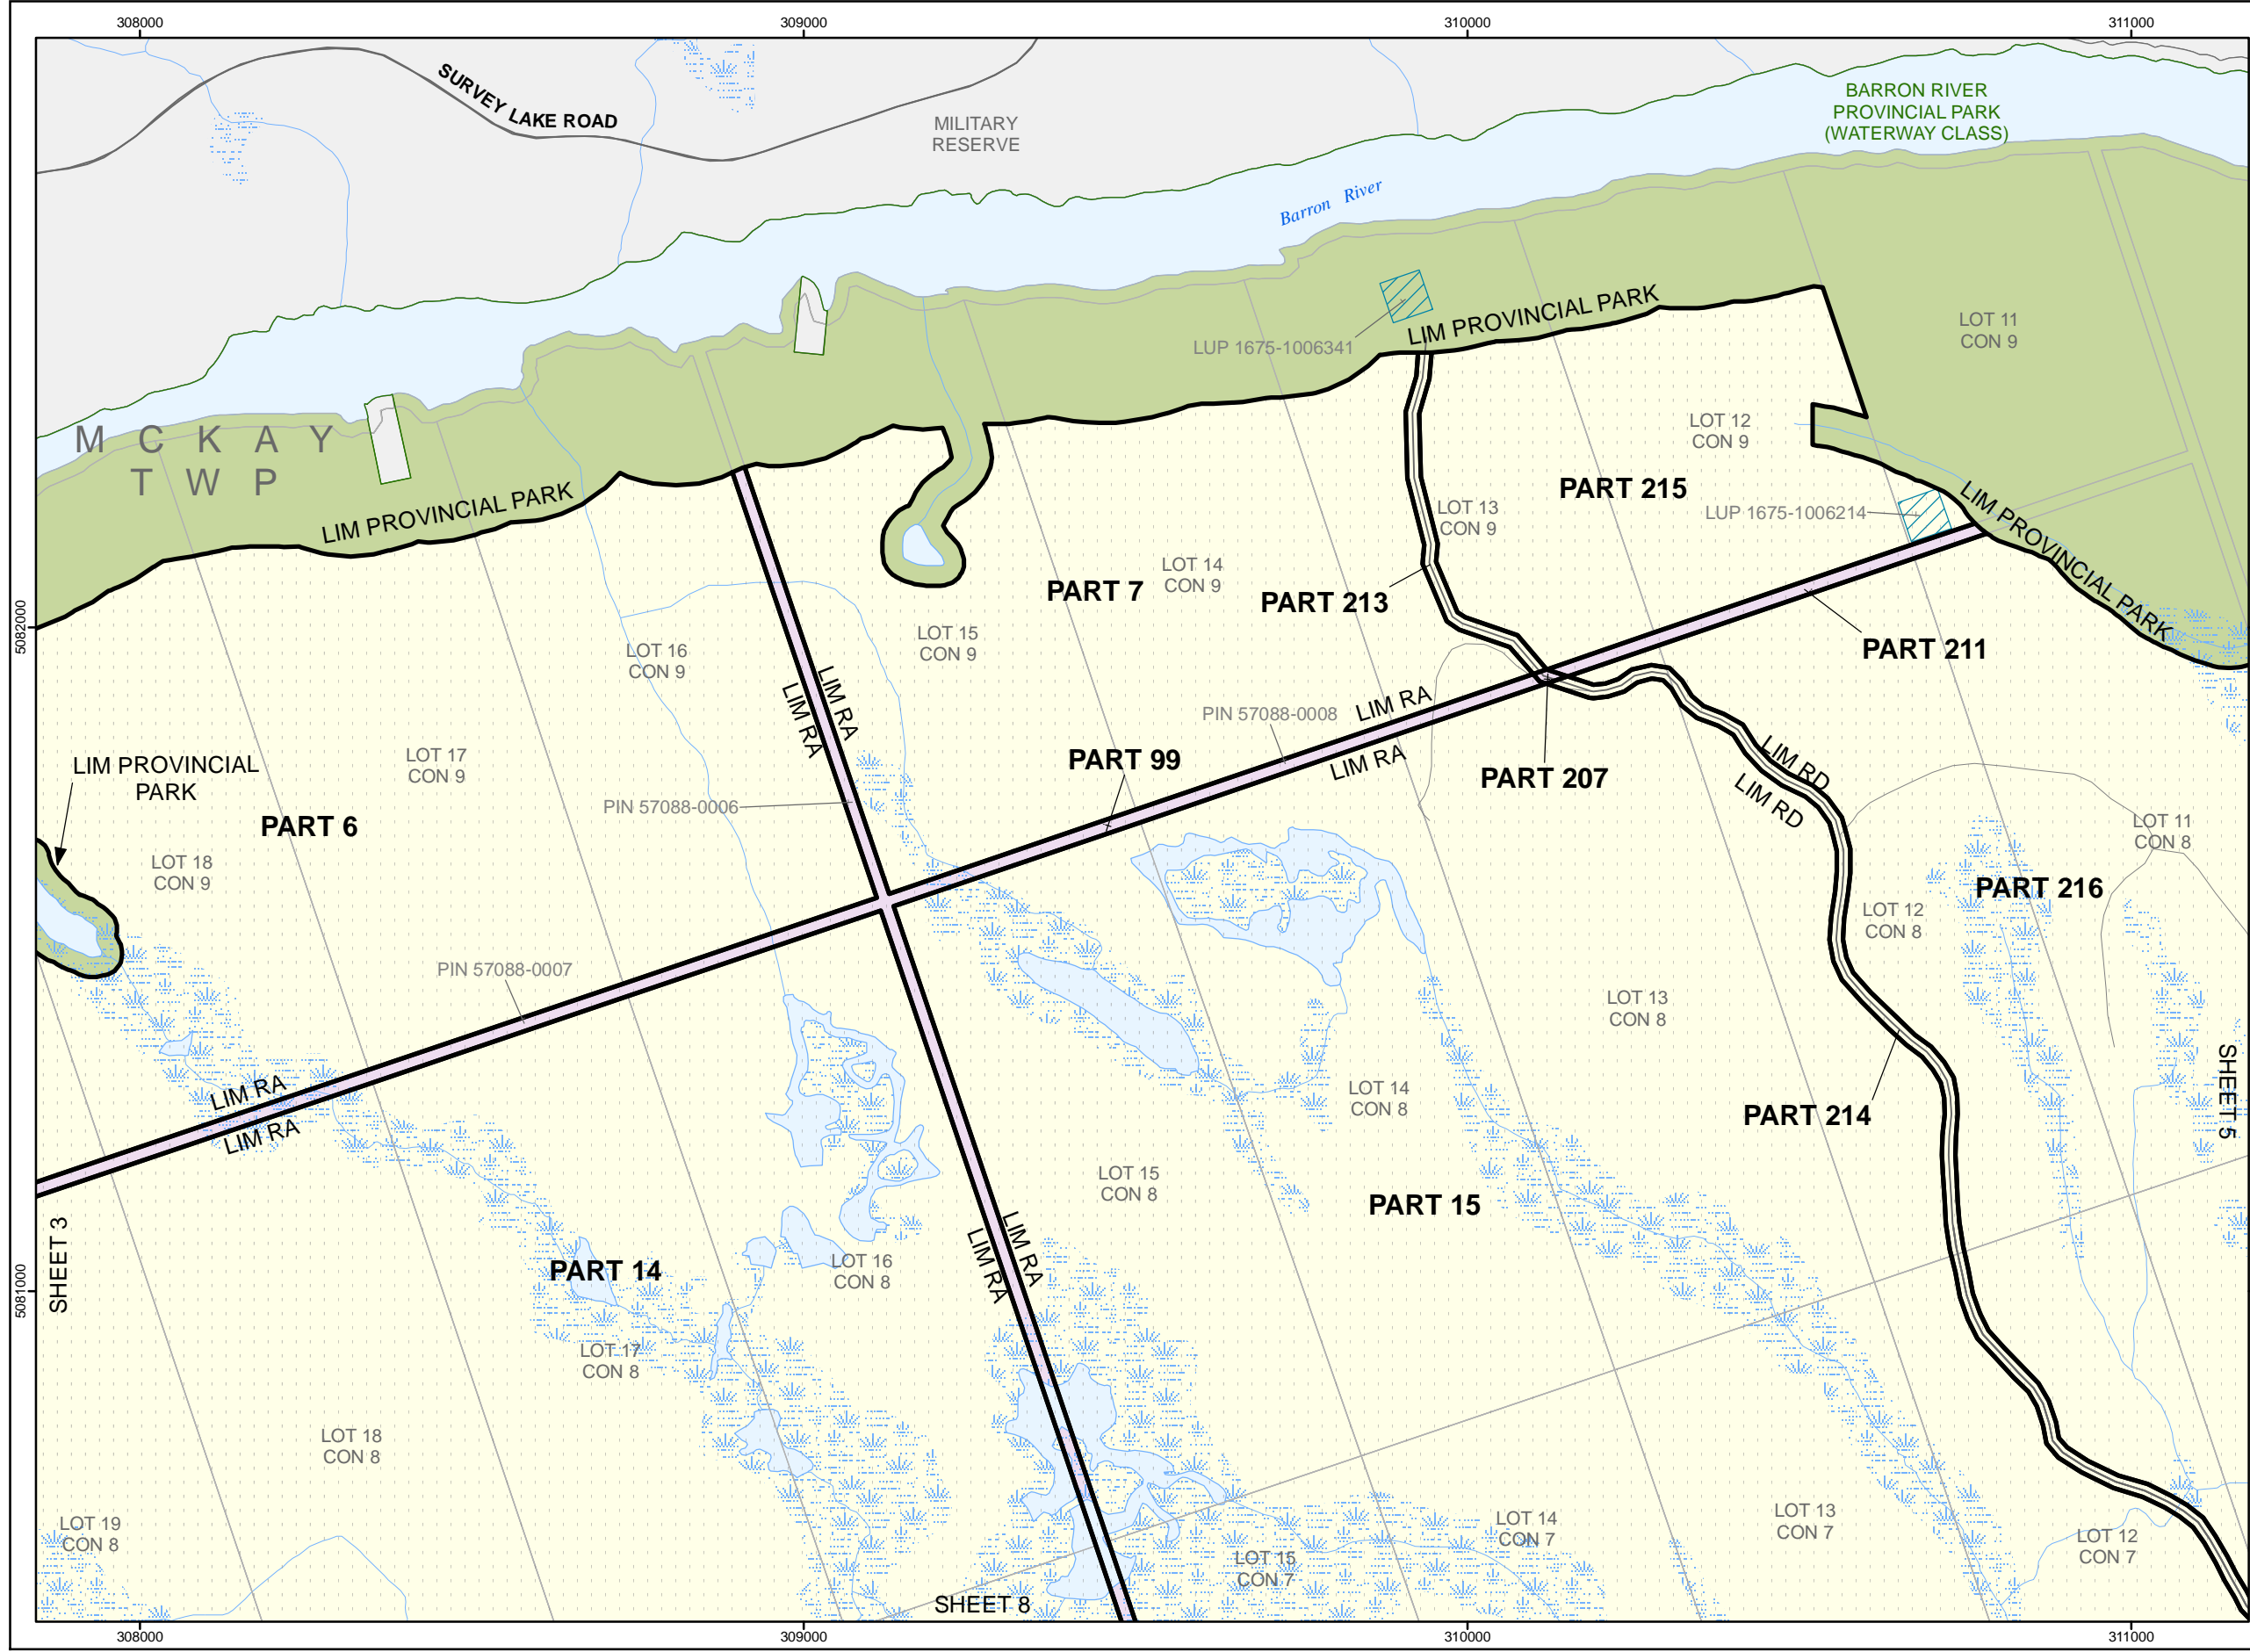 308000
309000
310000
311000
SURVEY LAKE ROAD
MILITARY
RESERVE
BARRON RIVER
PROVINCIAL PARK
(WATERWAY CLASS)
Barron River
LIM PROVINCIAL PARK
LOT 11
CON 9
LUP 1675-1006341
MCKAY
TWP
LOT 12
CON 9
LIM PROVINCIAL PARK
PART 215
LOT 13
CON 9
LUP 1675-1006214
LIM PROVINCIAL PARK
LOT 14
CON 9
PART 7
PART 213
5082000
LOT 15
CON 9
LOT 16
CON 9
PART 211
LIM RA
LIM RA
PIN 57088-0008
LIM RA
LIM RA
LOT 17
CON 9
LIM PROVINCIAL
PARK
PART 99
PART 207
LIM RD
LIM RD
PIN 57088-0006
PART 6
LOT 11
CON 8
LOT 18
CON 9
PART 216
LOT 12
CON 8
PIN 57088-0007
LOT 13
CON 8
LIM RA
LIM RA
LOT 14
CON 8
PART 214
SHEET 5
LOT 15
CON 8
PART 15
SHEET 3
5081000
LIM RA
LIM RA
LOT 16
CON 8
PART 14
LOT 17
CON 8
LOT 18
CON 8
LOT 19
CON 8
LOT 14
CON 7
LOT 13
CON 7
LOT 12
CON 7
LOT 15
CON 7
SHEET 8
308000
309000
310000
311000